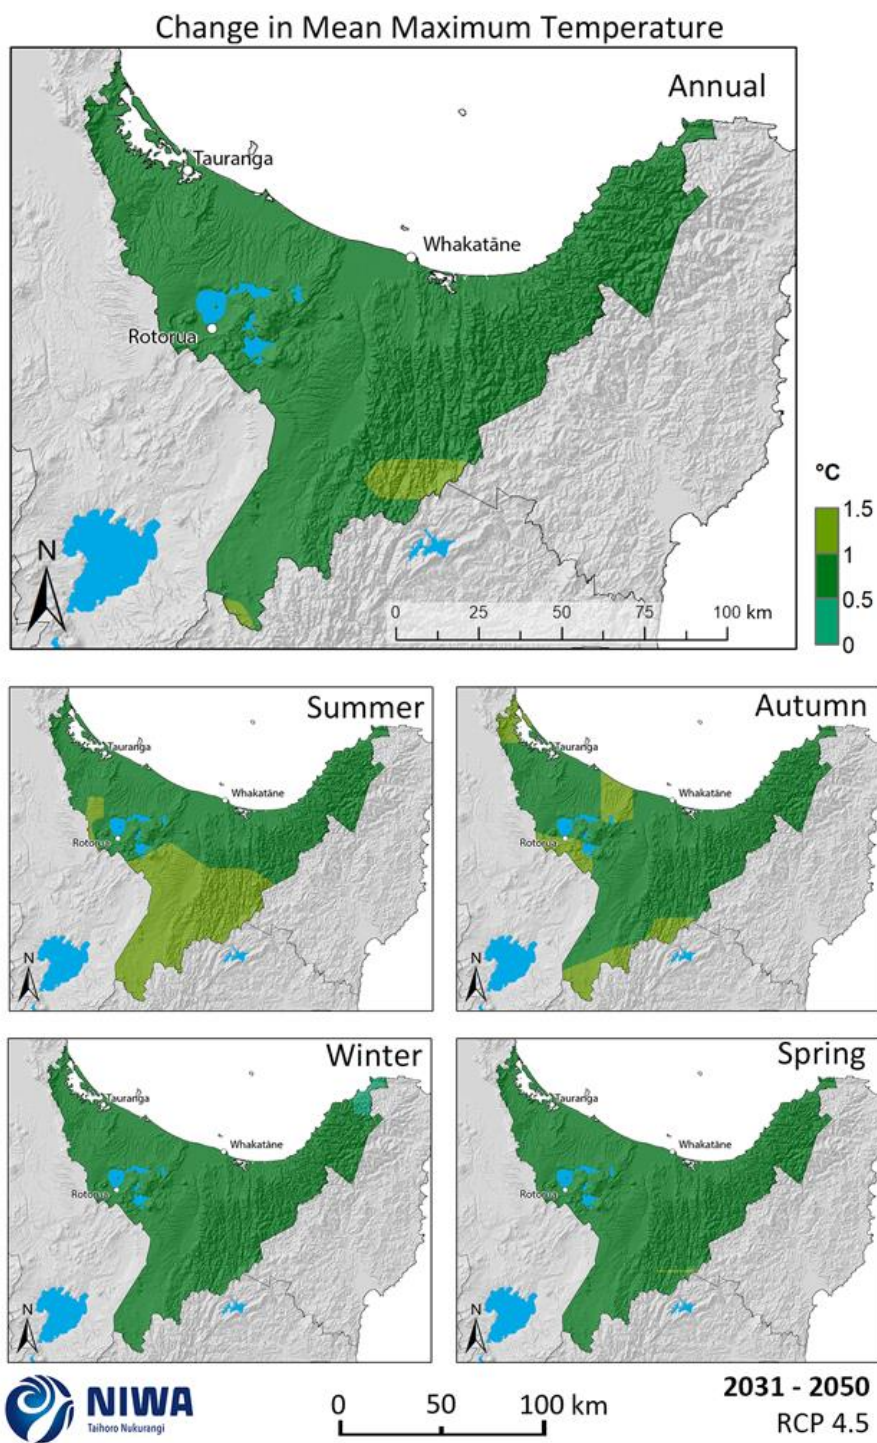 Change in Mean Maximum Temperature
Annual
Tauranga
Whakatāne
Rotorua
°C
1.5
1
0.5
0
N
0 25 50 75 100 km
Summer
Tauranga
Whakatāne
Rotorua
N
Autumn
Tauranga
Whakatāne
Rotorua
N
Winter
Tauranga
Whakatāne
Rotorua
N
Spring
Tauranga
Whakatāne
Rotorua
N
NIWA
Taihoro Nukurangi
0 50 100 km
2031 - 2050
RCP 4.5